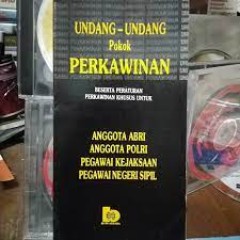 UNDANG - UNDANG
Pokok
PERKAWINAN
BESERTA PERATURAN
PERKAWINAN KHUSUS UNTUK
ANGGOTA ABRI
ANGGOTA POLRI
PEGAWAI KEJAKSAAN
PEGAWAI NEGERI SIPIL